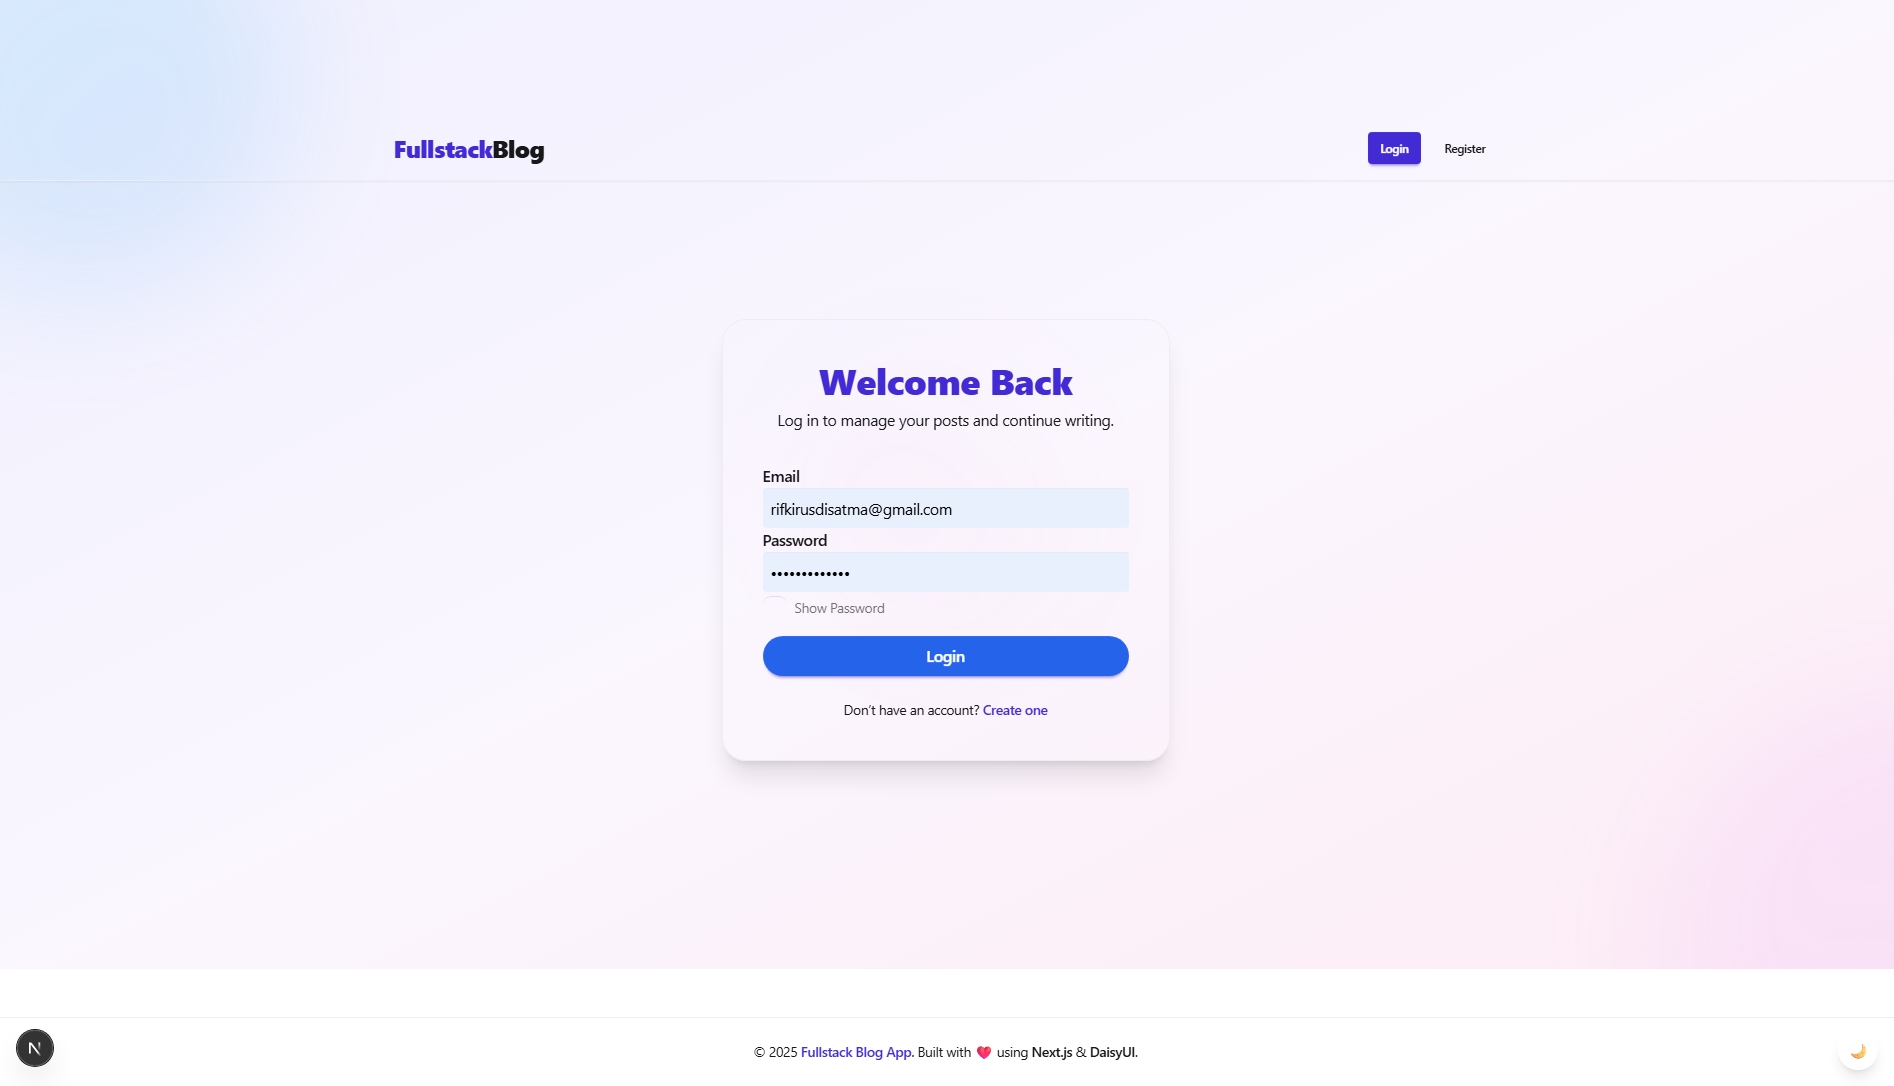 FullstackBlog
Login
Register
Welcome Back
Log in to manage your posts and continue writing.
Email
rifkirusdisatma@gmail.com
Password
•••••••••••••
Show Password
Login
Don't have an account? Create one
N
© 2025 Fullstack Blog App. Built with ❤️ using Next.js & DaisyUI.